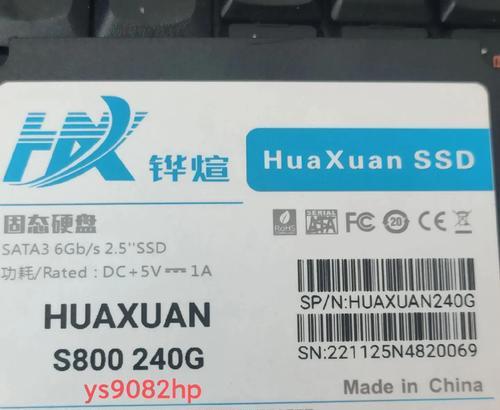 HX 铧煊
HuaXuan SSD
固态硬盘
SATA3 6Gb/s 2.5''SSD
功耗/Rated : DC+5V⎓1A
RoHS
SERIAL
ATA
FC
20
CE
SP/N:HUAXUAN240G
HUAXUAN
S800 240G
SN:221125N4820069
ys9082hp
Made in China